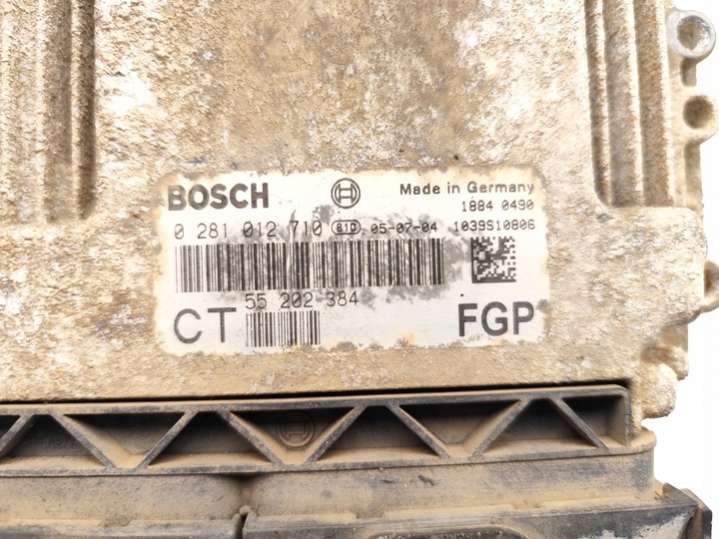 BOSCH Made in Germany
1884 0490
0 281 012 710 05-07-04 1039S10806
55 202 384
CT FGP